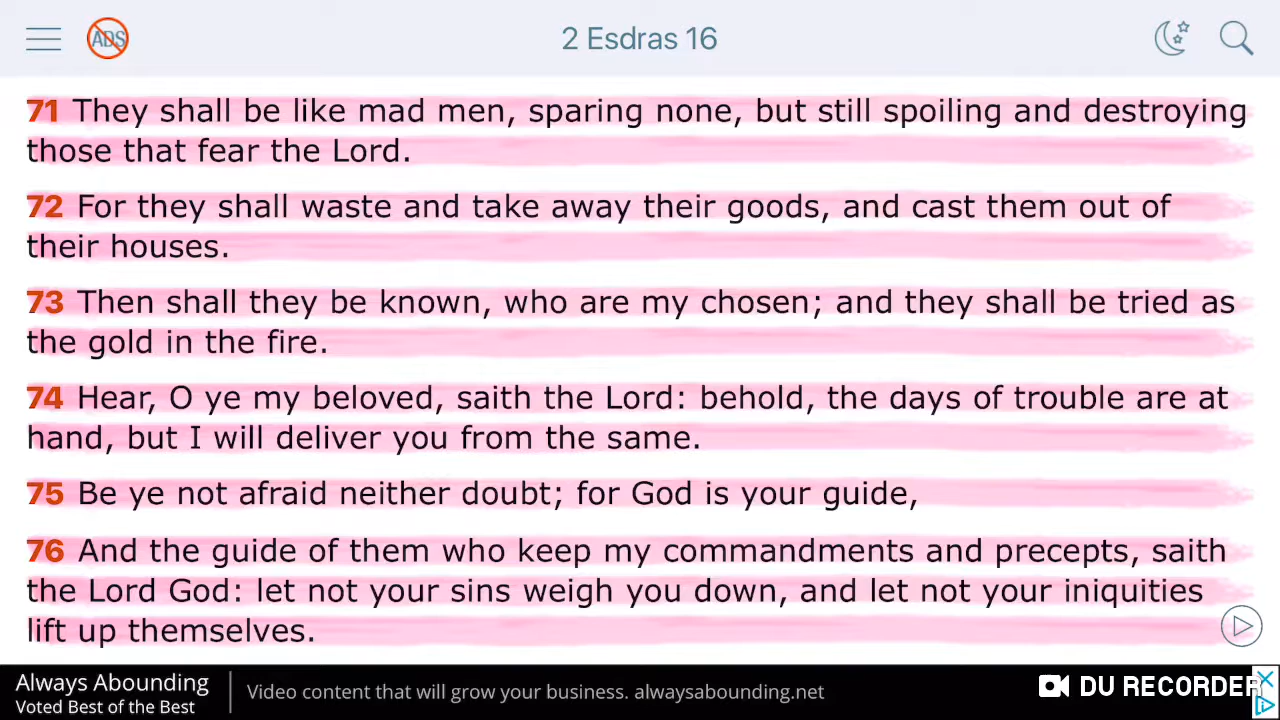 ADS
2 Esdras 16
71 They shall be like mad men, sparing none, but still spoiling and destroying
those that fear the Lord.
72 For they shall waste and take away their goods, and cast them out of
their houses.
73 Then shall they be known, who are my chosen; and they shall be tried as
the gold in the fire.
74 Hear, O ye my beloved, saith the Lord: behold, the days of trouble are at
hand, but I will deliver you from the same.
75 Be ye not afraid neither doubt; for God is your guide,
76 And the guide of them who keep my commandments and precepts, saith
the Lord God: let not your sins weigh you down, and let not your iniquities
lift up themselves.
Always Abounding
Voted Best of the Best
Video content that will grow your business. alwaysabounding.net
DU RECORDER